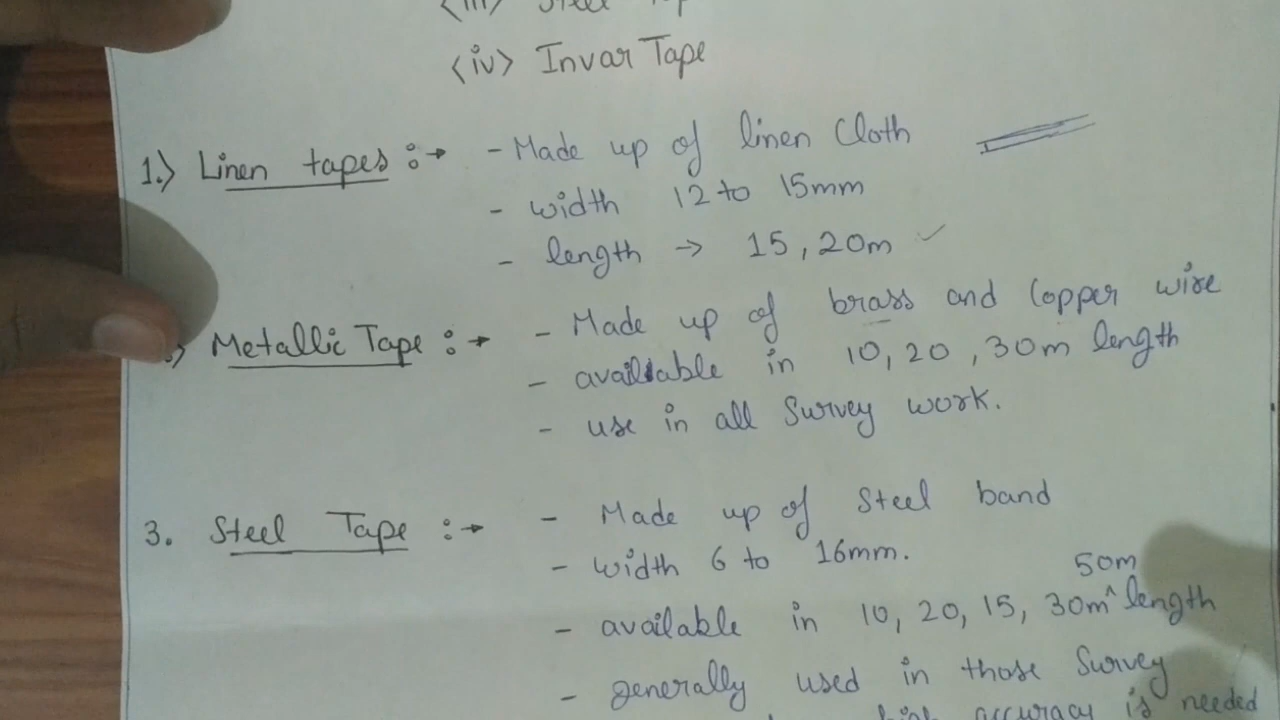 <iv> Invar Tape
1.) Linen tapes :→ - Made up of linen Cloth
- width 12 to 15mm
- length → 15, 20m ✓
Metallic Tape :→ - Made up of brass and Copper wire
- available in 10, 20, 30m length
- use in all Survey work.
3. Steel Tape :→ - Made up of Steel band
- width 6 to 16mm.
50m
- available in 10, 20, 15, 30m^ length
- generally used in those Survey
high accuracy is needed